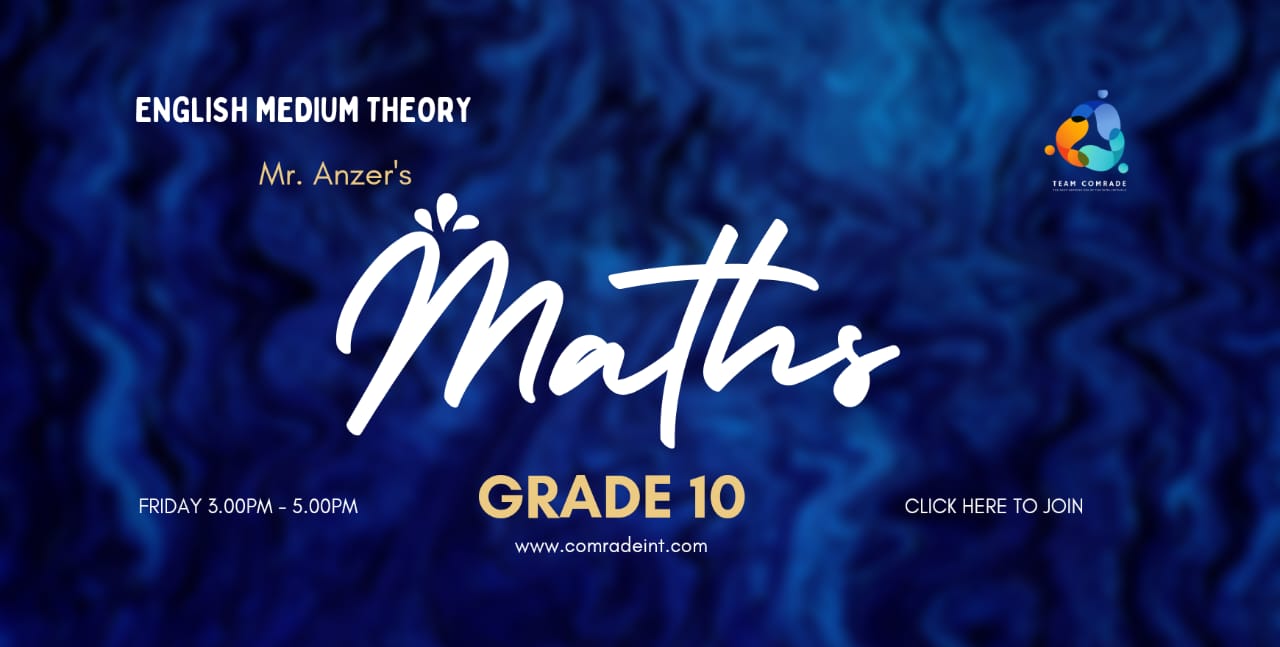 ENGLISH MEDIUM THEORY
Mr. Anzer's
Maths
GRADE 10
FRIDAY 3.00PM - 5.00PM
www.comradeint.com
CLICK HERE TO JOIN
TEAM COMRADE